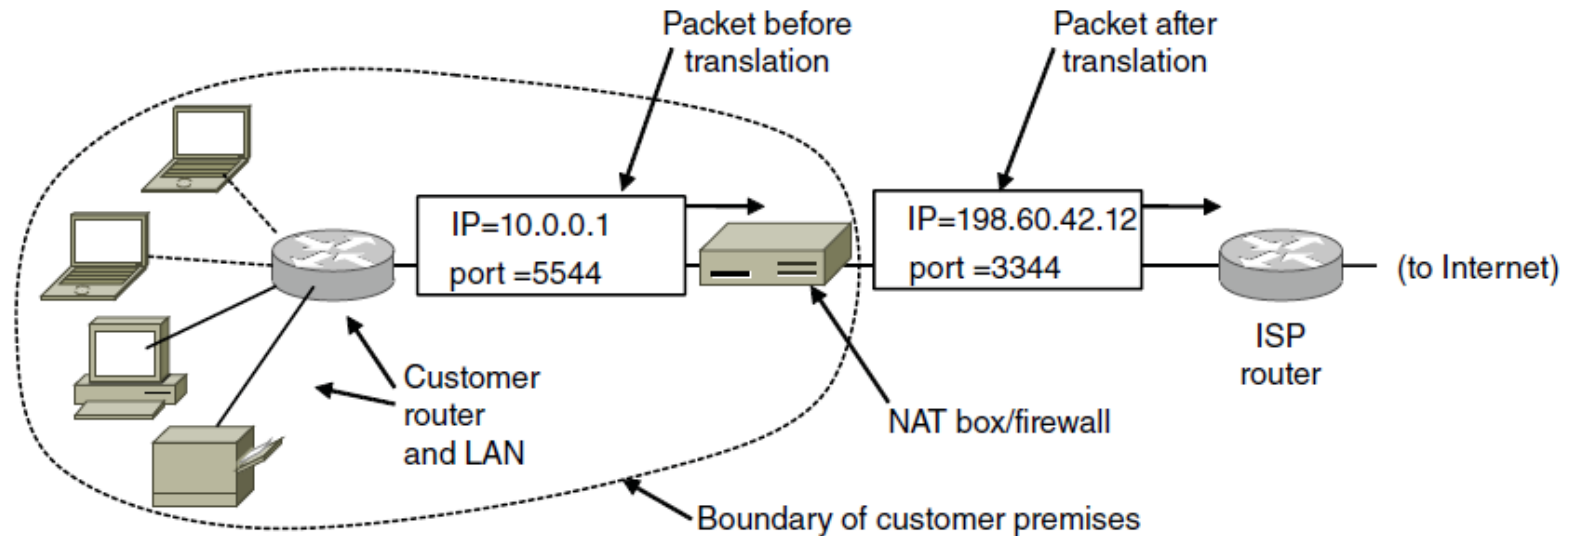 Packet before
translation
Packet after
translation
IP=10.0.0.1
port =5544
IP=198.60.42.12
port =3344
(to Internet)
ISP
router
Customer
router
and LAN
NAT box/firewall
Boundary of customer premises